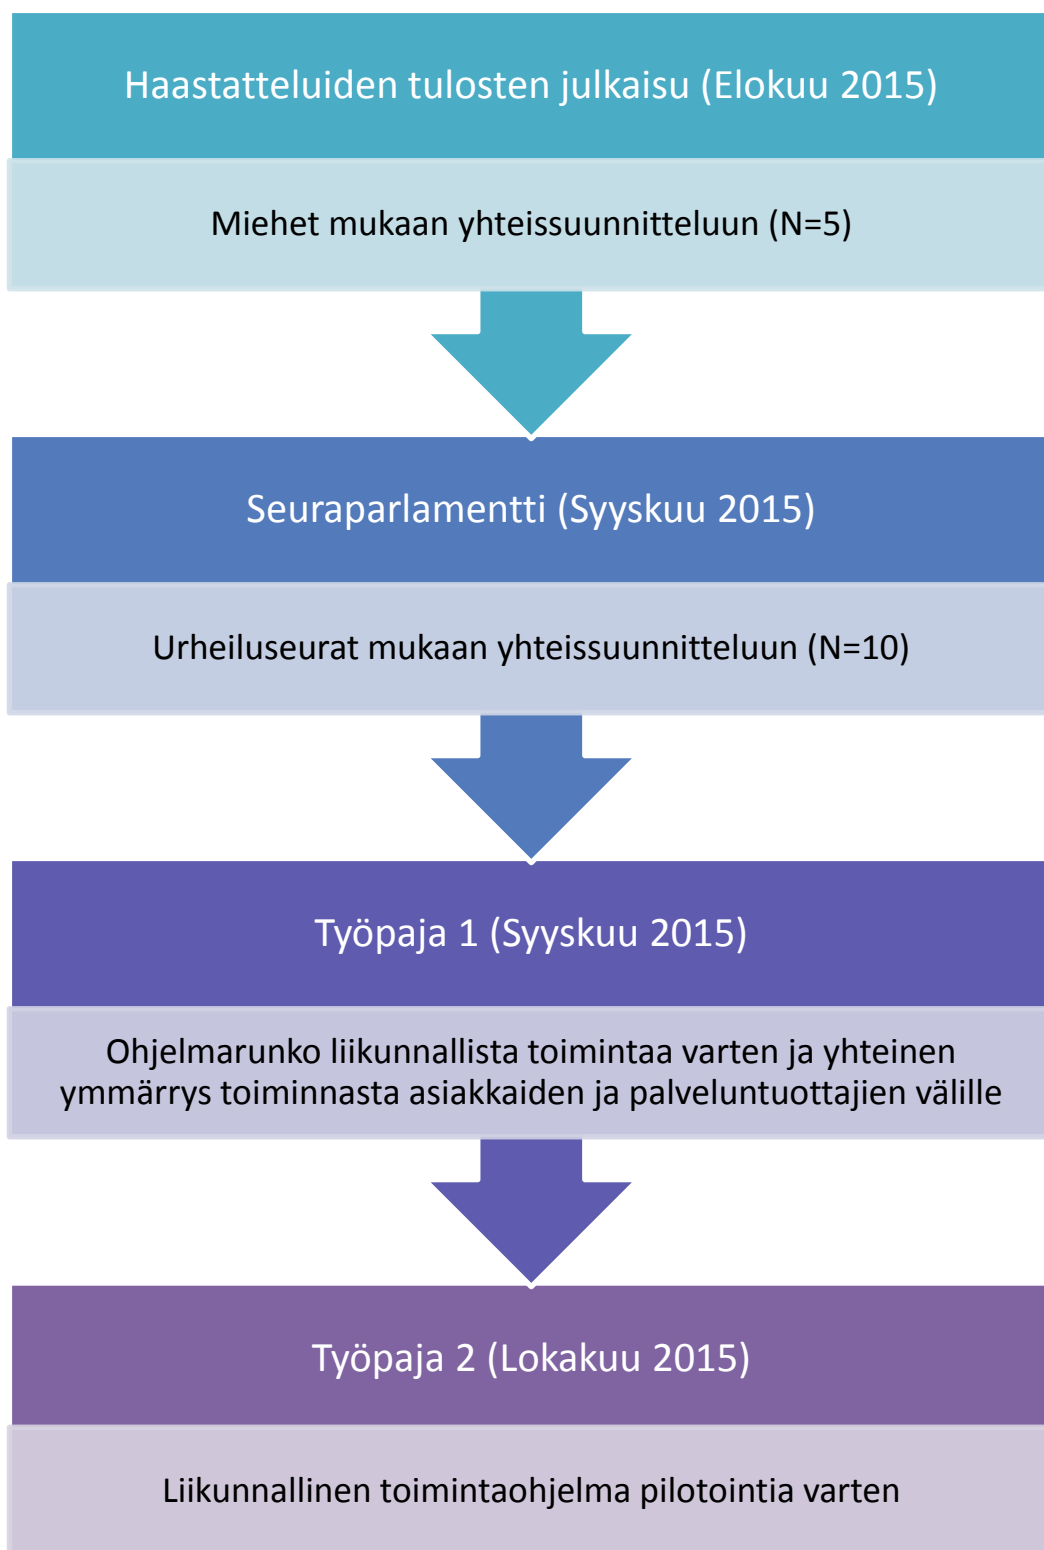 Haastatteluiden tulosten julkaisu (Elokuu 2015)
Miehet mukaan yhteissuunnitteluun (N=5)
Seuraparlamentti (Syyskuu 2015)
Urheiluseurat mukaan yhteissuunnitteluun (N=10)
Työpaja 1 (Syyskuu 2015)
Ohjelmarunko liikunnallista toimintaa varten ja yhteinen
ymmärrys toiminnasta asiakkaiden ja palveluntuottajien välille
Työpaja 2 (Lokakuu 2015)
Liikunnallinen toimintaohjelma pilotointia varten